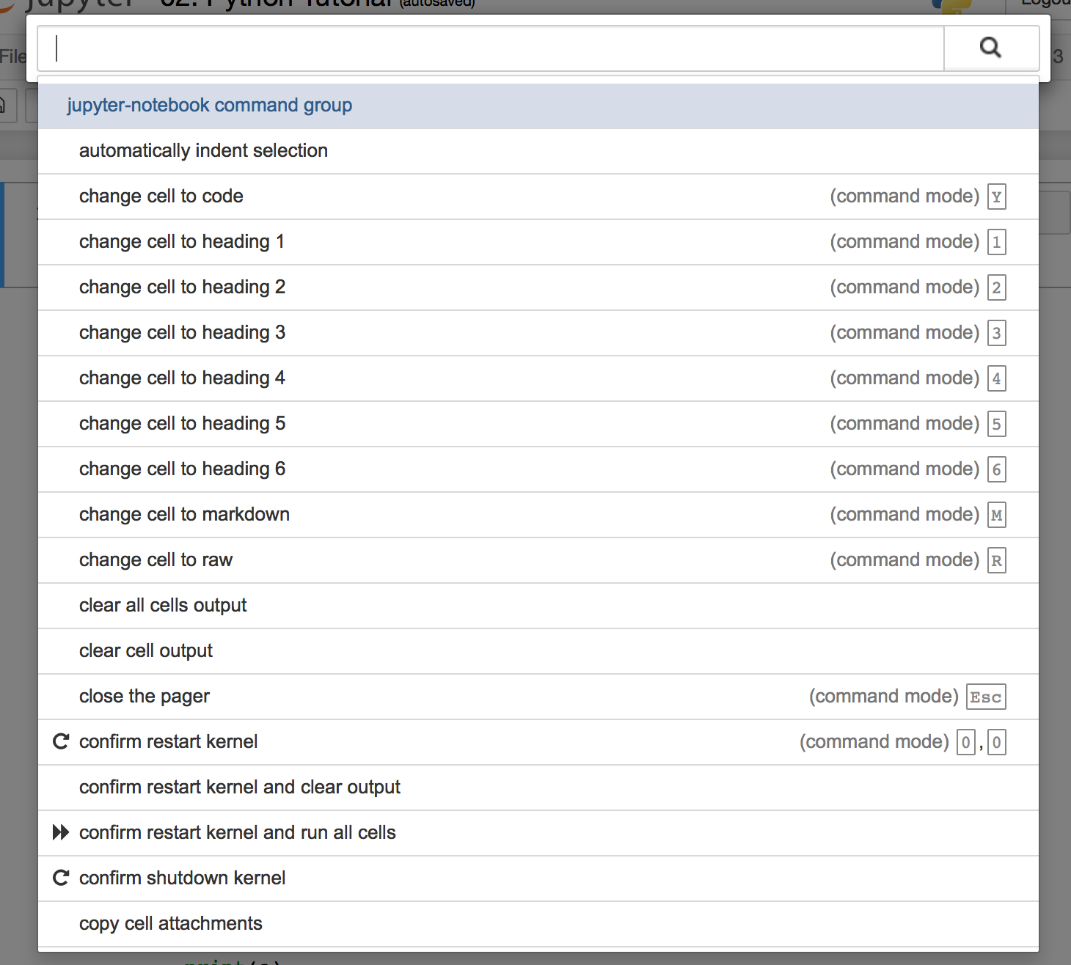 jupyter 02. Python Tutorial (autosaved) Logout
File 3
jupyter-notebook command group
automatically indent selection
change cell to code (command mode) Y
change cell to heading 1 (command mode) 1
change cell to heading 2 (command mode) 2
change cell to heading 3 (command mode) 3
change cell to heading 4 (command mode) 4
change cell to heading 5 (command mode) 5
change cell to heading 6 (command mode) 6
change cell to markdown (command mode) M
change cell to raw (command mode) R
clear all cells output
clear cell output
close the pager (command mode) Esc
confirm restart kernel (command mode) 0,0
confirm restart kernel and clear output
confirm restart kernel and run all cells
confirm shutdown kernel
copy cell attachments